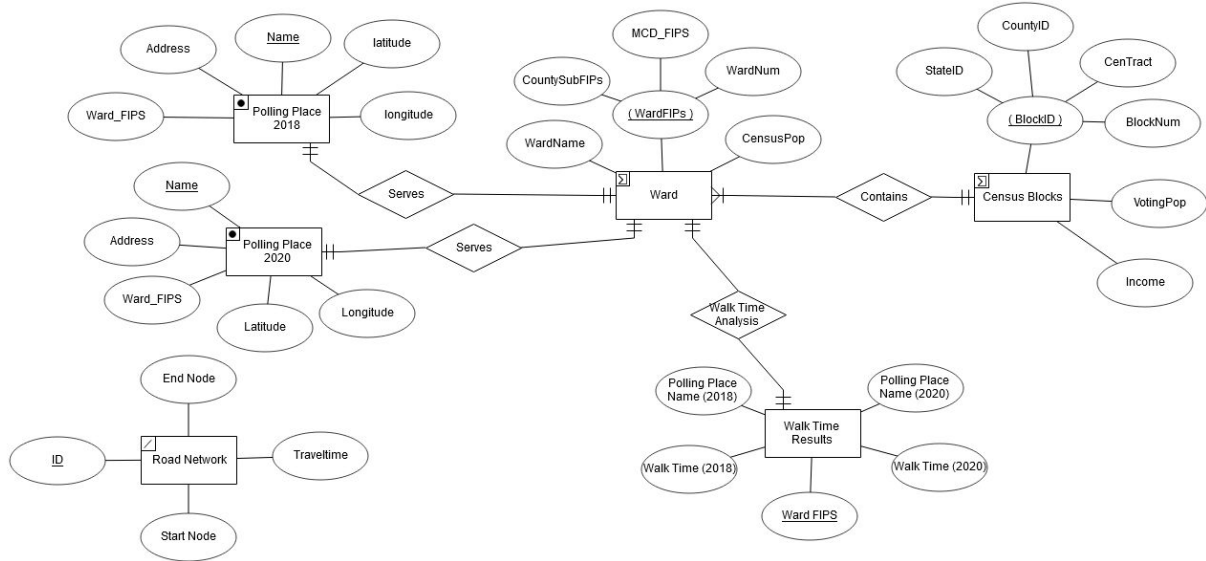 Address
Name
latitude
Ward_FIPS
Polling Place
2018
longitude
MCD_FIPS
CountySubFIPs
WardNum
( WardFIPs )
WardName
CensusPop
CountyID
StateID
CenTract
( BlockID )
BlockNum
Serves
Σ
Ward
Contains
Σ
Census Blocks
VotingPop
Income
Name
Address
Polling Place
2020
Serves
Ward_FIPS
Latitude
Longitude
Walk Time
Analysis
End Node
ID
Road Network
Traveltime
Start Node
Polling Place
Name (2018)
Polling Place
Name (2020)
Walk Time
Results
Walk Time (2018)
Walk Time (2020)
Ward FIPS